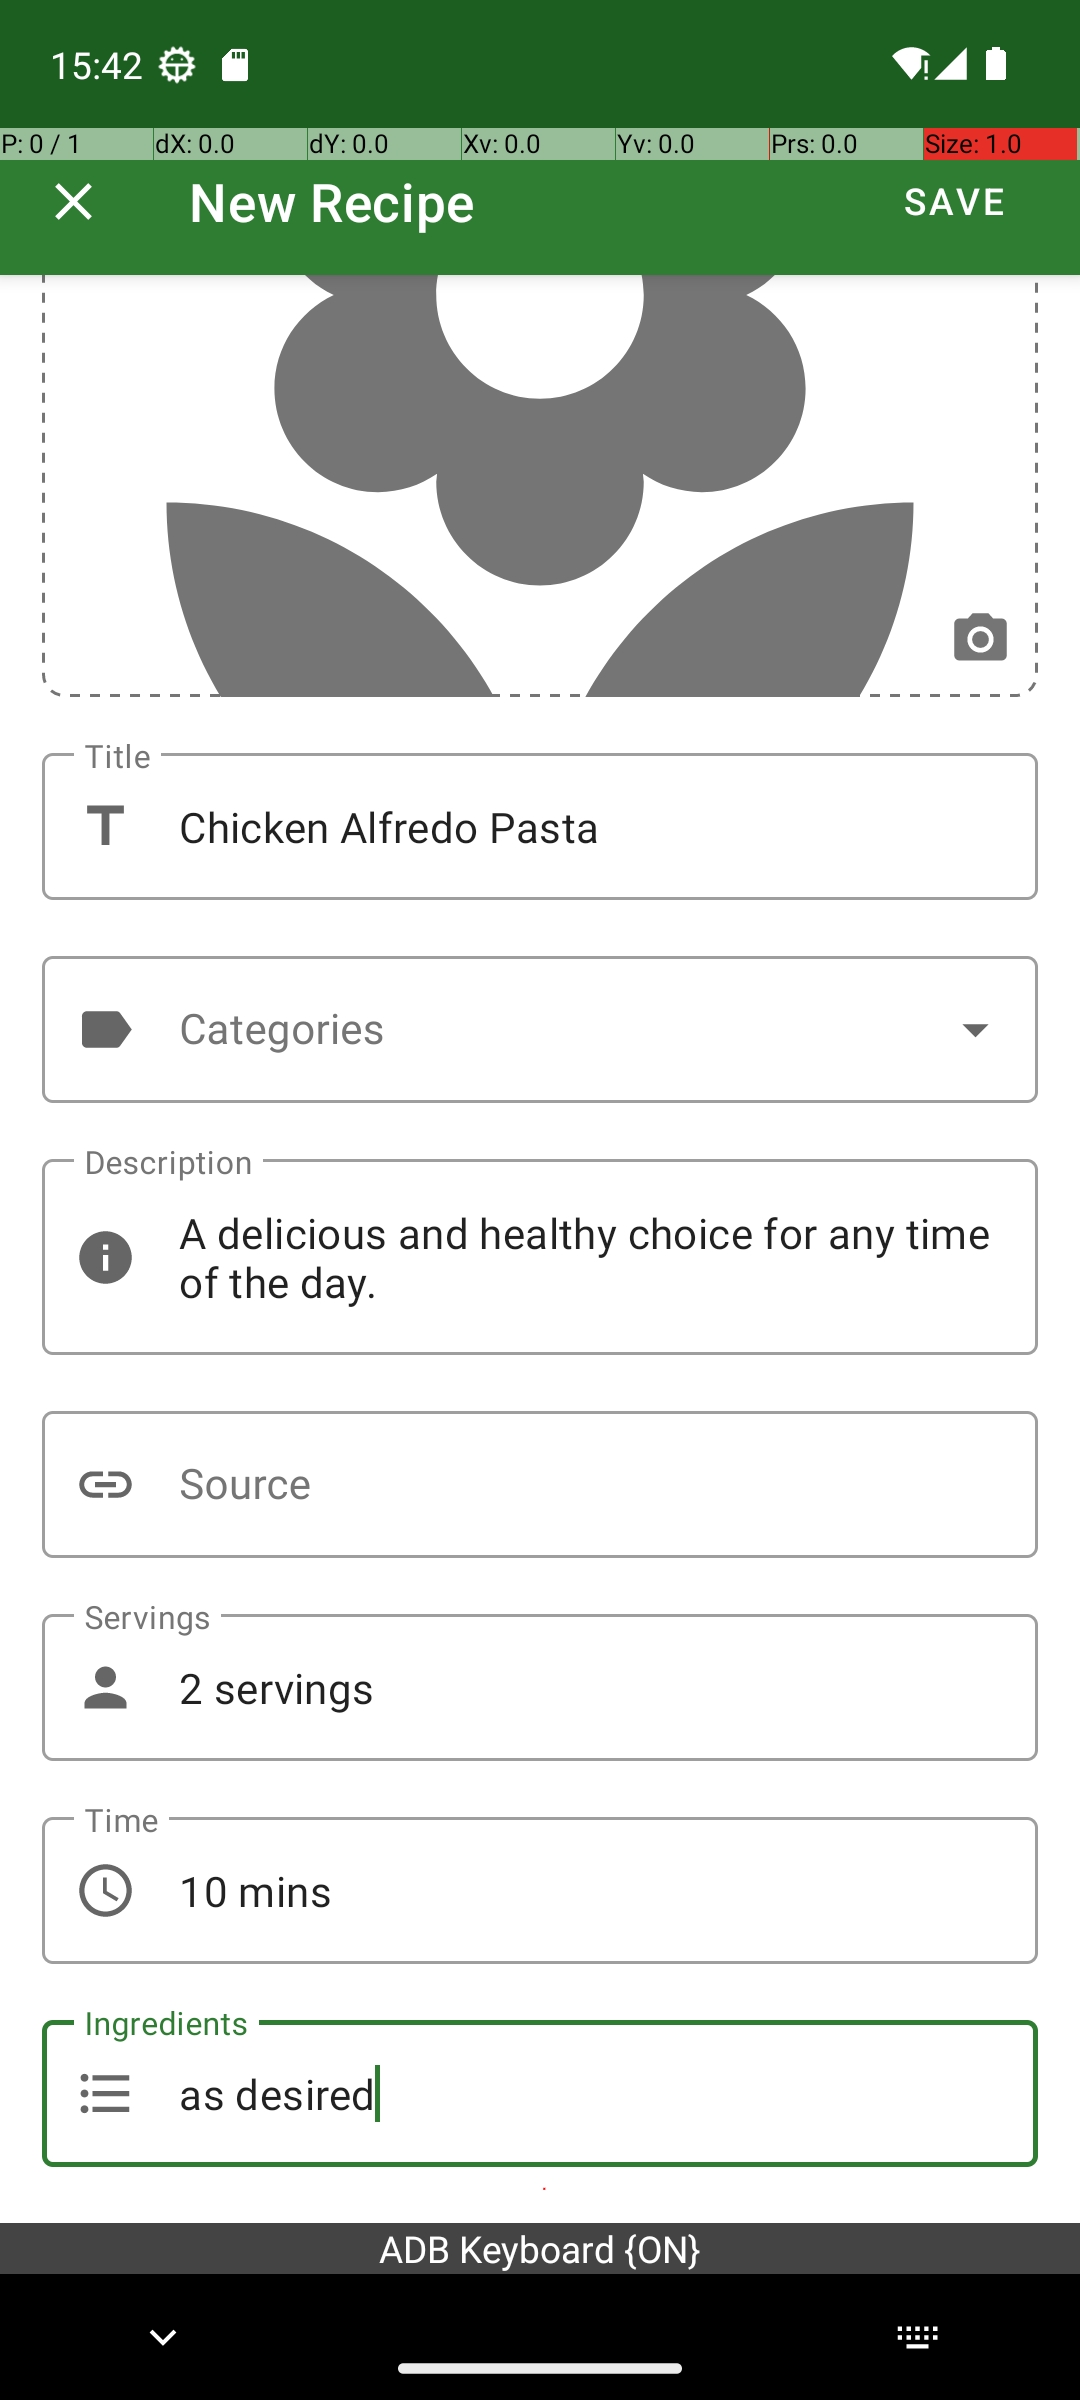 15:42
P: 0 / 1 dX: 0.0 dY: 0.0 Xv: 0.0 Yv: 0.0 Prs: 0.0 Size: 1.0
New Recipe SAVE
Title
Chicken Alfredo Pasta
Categories
Description
A delicious and healthy choice for any time
of the day.
Source
Servings
2 servings
Time
10 mins
Ingredients
as desired
ADB Keyboard {ON}